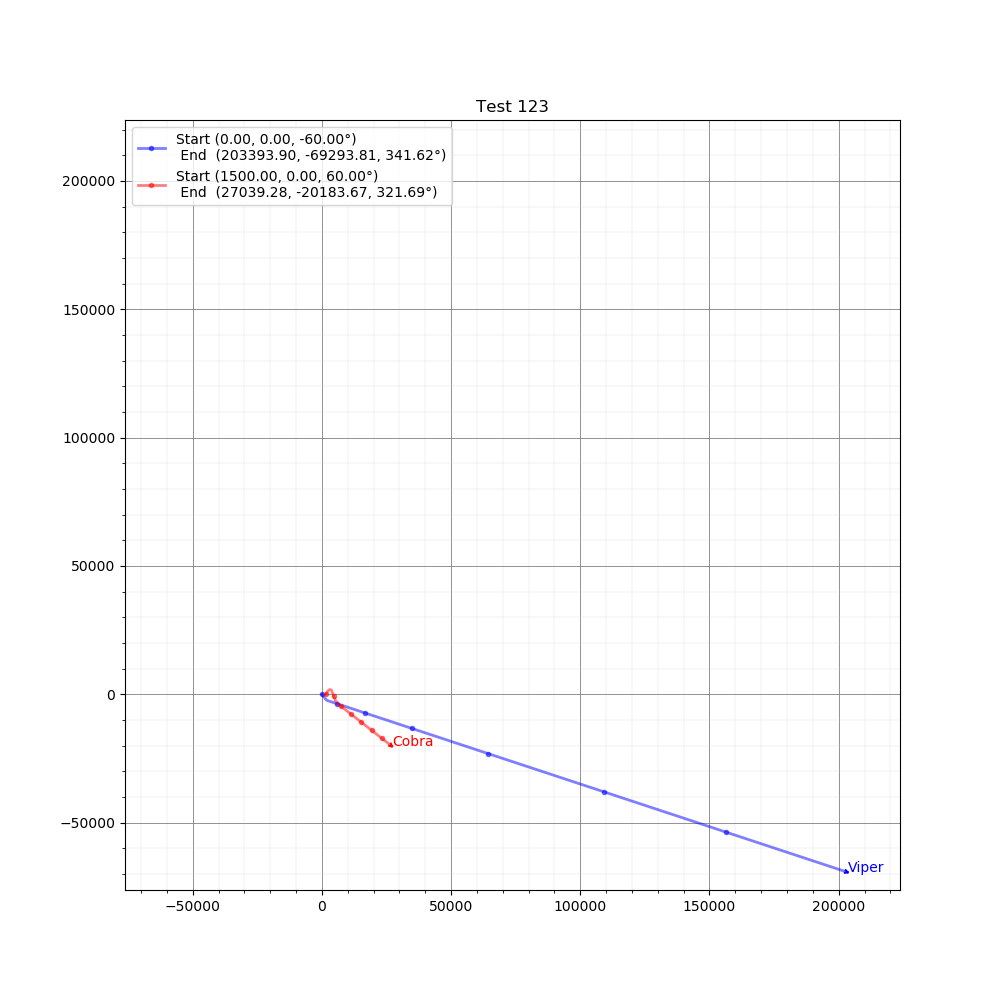 Test 123
Start (0.00, 0.00, -60.00°)
End (203393.90, -69293.81, 341.62°)
Start (1500.00, 0.00, 60.00°)
End (27039.28, -20183.67, 321.69°)
200000
150000
100000
50000
0
−50000
Cobra
Viper
−50000 0 50000 100000 150000 200000